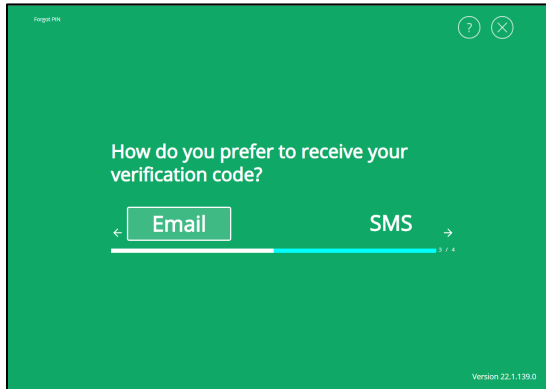 Forgot PIN
?
How do you prefer to receive your
verification code?
← Email SMS →
3 / 4
Version 22.1.139.0